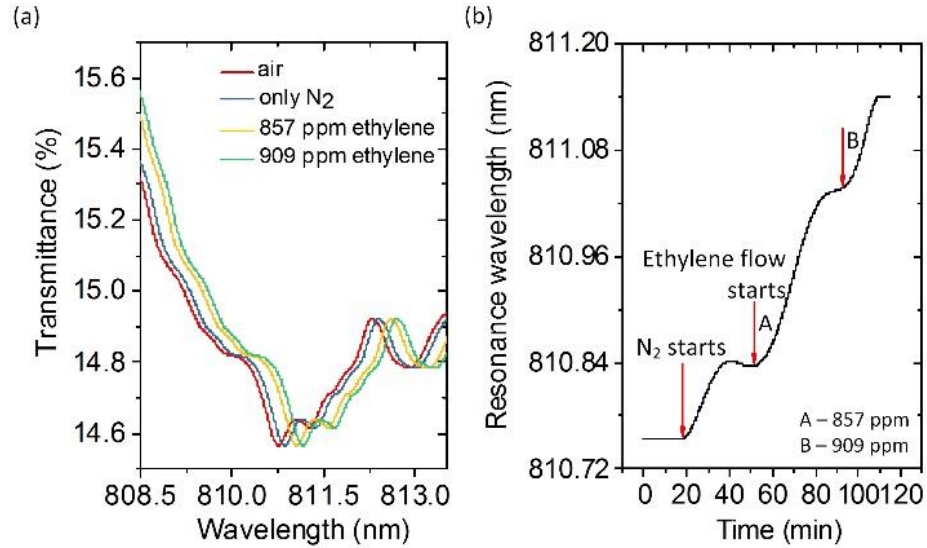 (a)
15.6
15.4
15.2
15.0
14.8
14.6
Transmittance (%)
air
only N₂
857 ppm ethylene
909 ppm ethylene
808.5 810.0 811.5 813.0
Wavelength (nm)
(b)
811.20
811.08
810.96
810.84
810.72
Resonance wavelength (nm)
B
Ethylene flow
starts
A
N₂ starts
A – 857 ppm
B – 909 ppm
0 20 40 60 80 100 120
Time (min)